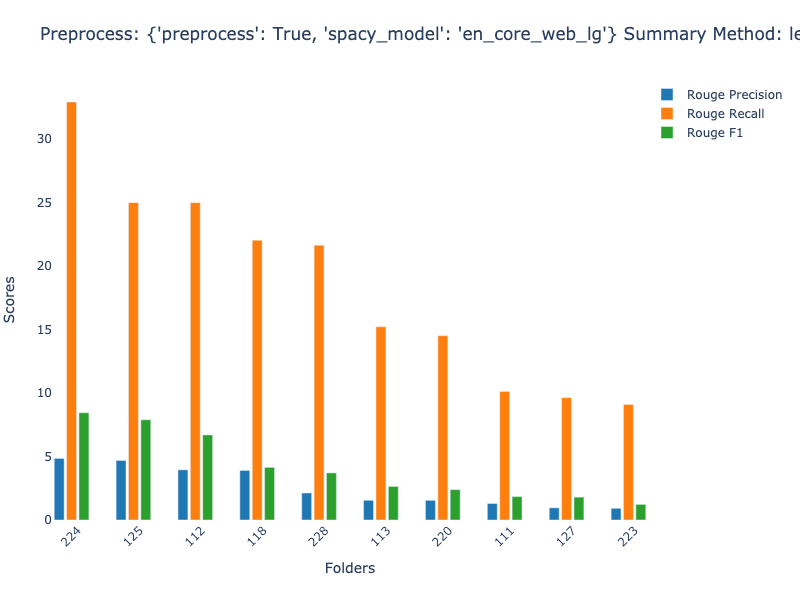 Preprocess: {'preprocess': True, 'spacy_model': 'en_core_web_lg'} Summary Method: le
Rouge Precision
Rouge Recall
Rouge F1
30
25
20
15
10
5
0
Scores
224
125
112
118
228
113
220
111
127
223
Folders